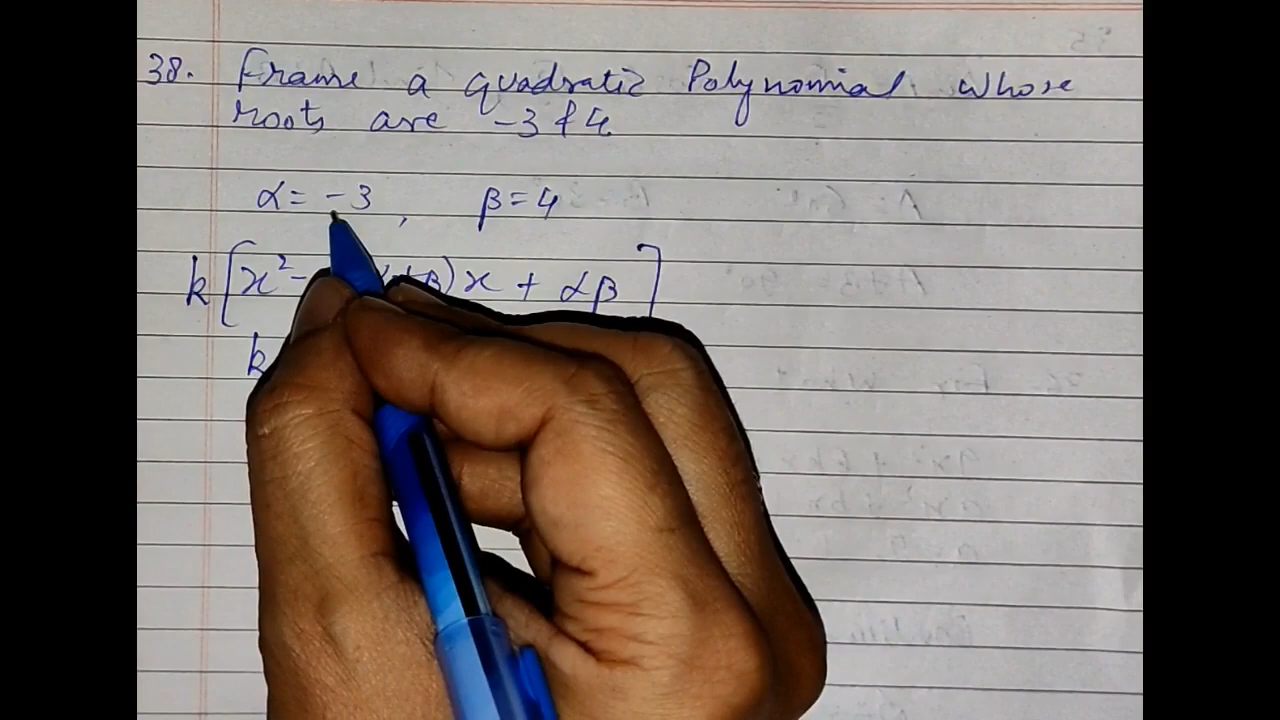 38. Frame a quadratic Polynomial whose
roots are -3 & 4
α = -3 , β = 4
k[x² - +β)x + αβ]
k